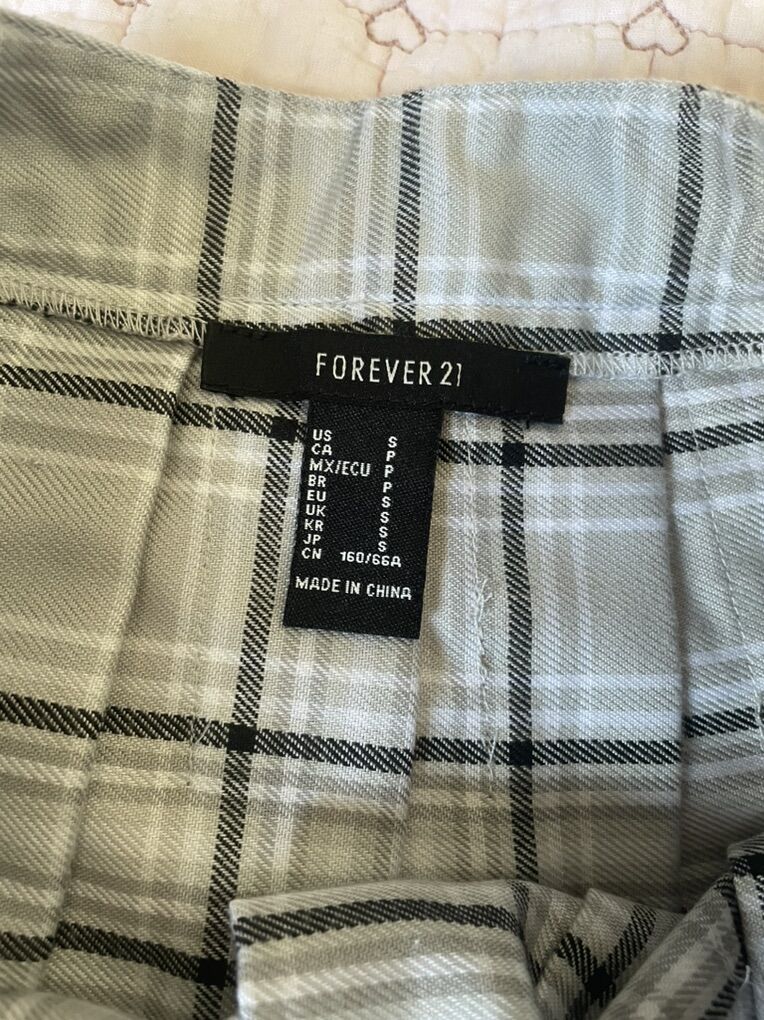 FOREVER 21
US S
CA P
MX/ECU P
BR P
EU S
UK S
KR S
JP S
CN 160/66A
MADE IN CHINA